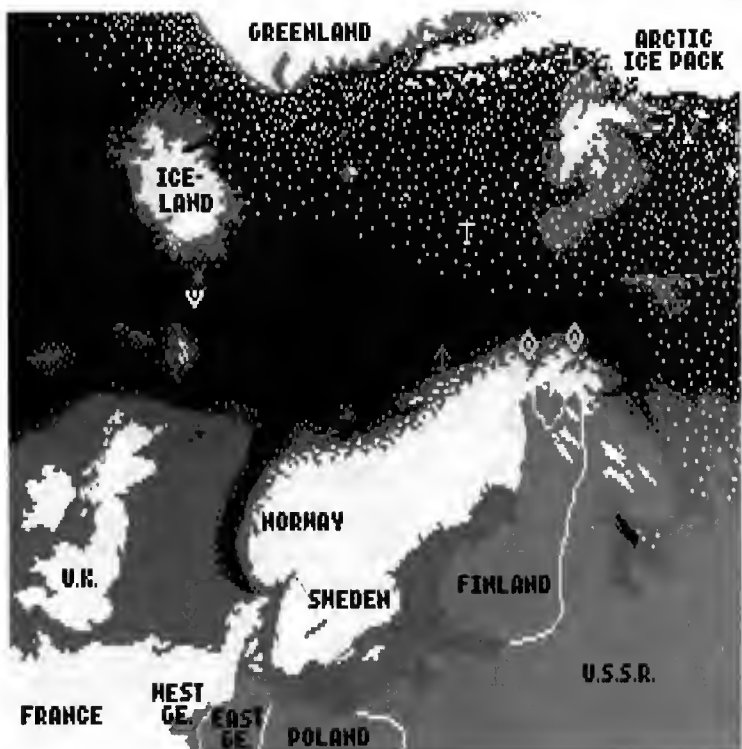 GREENLAND
ARCTIC
ICE PACK
ICE-
LAND
NORWAY
U.K.
SWEDEN
FINLAND
U.S.S.R.
WEST
GE.
FRANCE
EAST
GE.
POLAND